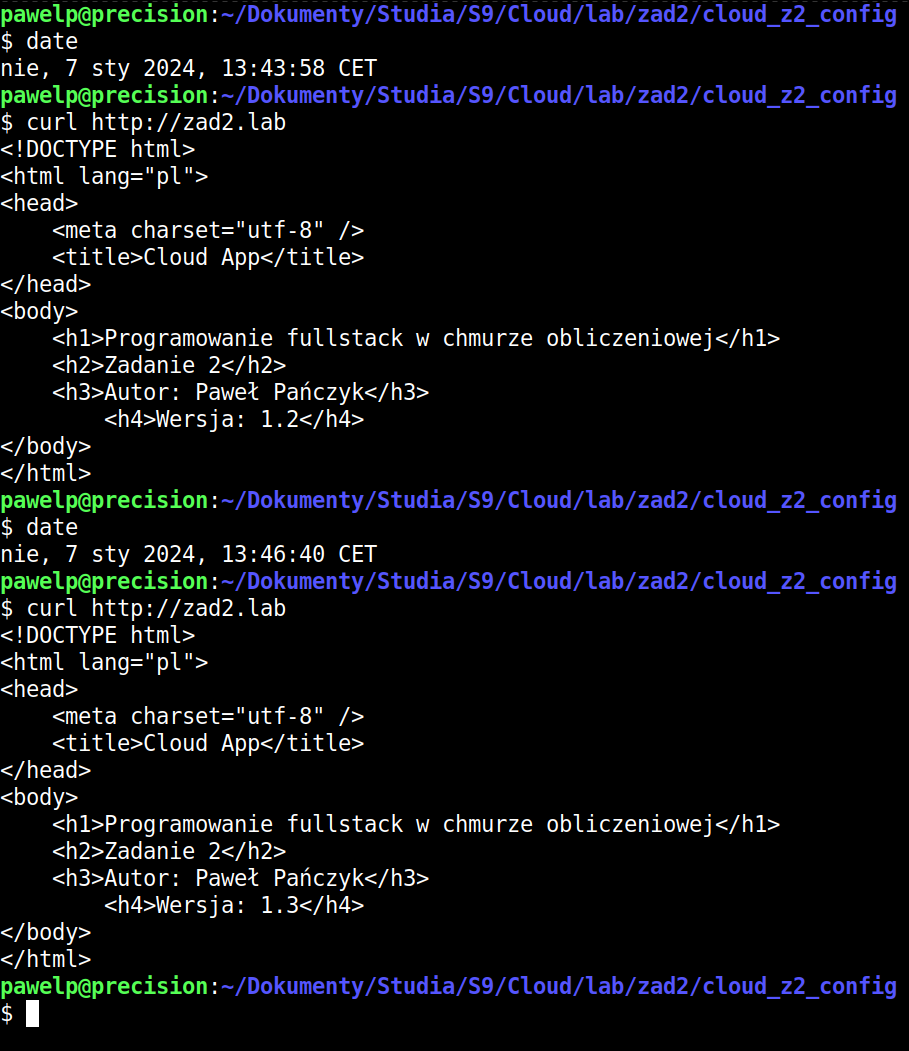 pawelp@precision:~/Dokumenty/Studia/S9/Cloud/lab/zad2/cloud_z2_config
$ date
nie, 7 sty 2024, 13:43:58 CET
pawelp@precision:~/Dokumenty/Studia/S9/Cloud/lab/zad2/cloud_z2_config
$ curl http://zad2.lab
<!DOCTYPE html>
<html lang="pl">
<head>
    <meta charset="utf-8" />
    <title>Cloud App</title>
</head>
<body>
    <h1>Programowanie fullstack w chmurze obliczeniowej</h1>
    <h2>Zadanie 2</h2>
    <h3>Autor: Paweł Pańczyk</h3>
        <h4>Wersja: 1.2</h4>
</body>
</html>
pawelp@precision:~/Dokumenty/Studia/S9/Cloud/lab/zad2/cloud_z2_config
$ date
nie, 7 sty 2024, 13:46:40 CET
pawelp@precision:~/Dokumenty/Studia/S9/Cloud/lab/zad2/cloud_z2_config
$ curl http://zad2.lab
<!DOCTYPE html>
<html lang="pl">
<head>
    <meta charset="utf-8" />
    <title>Cloud App</title>
</head>
<body>
    <h1>Programowanie fullstack w chmurze obliczeniowej</h1>
    <h2>Zadanie 2</h2>
    <h3>Autor: Paweł Pańczyk</h3>
        <h4>Wersja: 1.3</h4>
</body>
</html>
pawelp@precision:~/Dokumenty/Studia/S9/Cloud/lab/zad2/cloud_z2_config
$